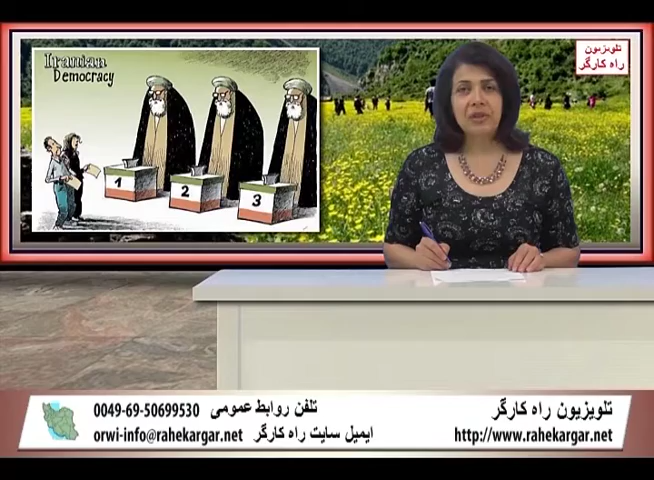 Iranian
Democracy
1
2
3
تلویزیون
راه کارگر
تلویزیون راه کارگر
تلفن روابط عمومی 0049-69-50699530
http://www.rahekargar.net
ایمیل سایت راه کارگر orwi-info@rahekargar.net